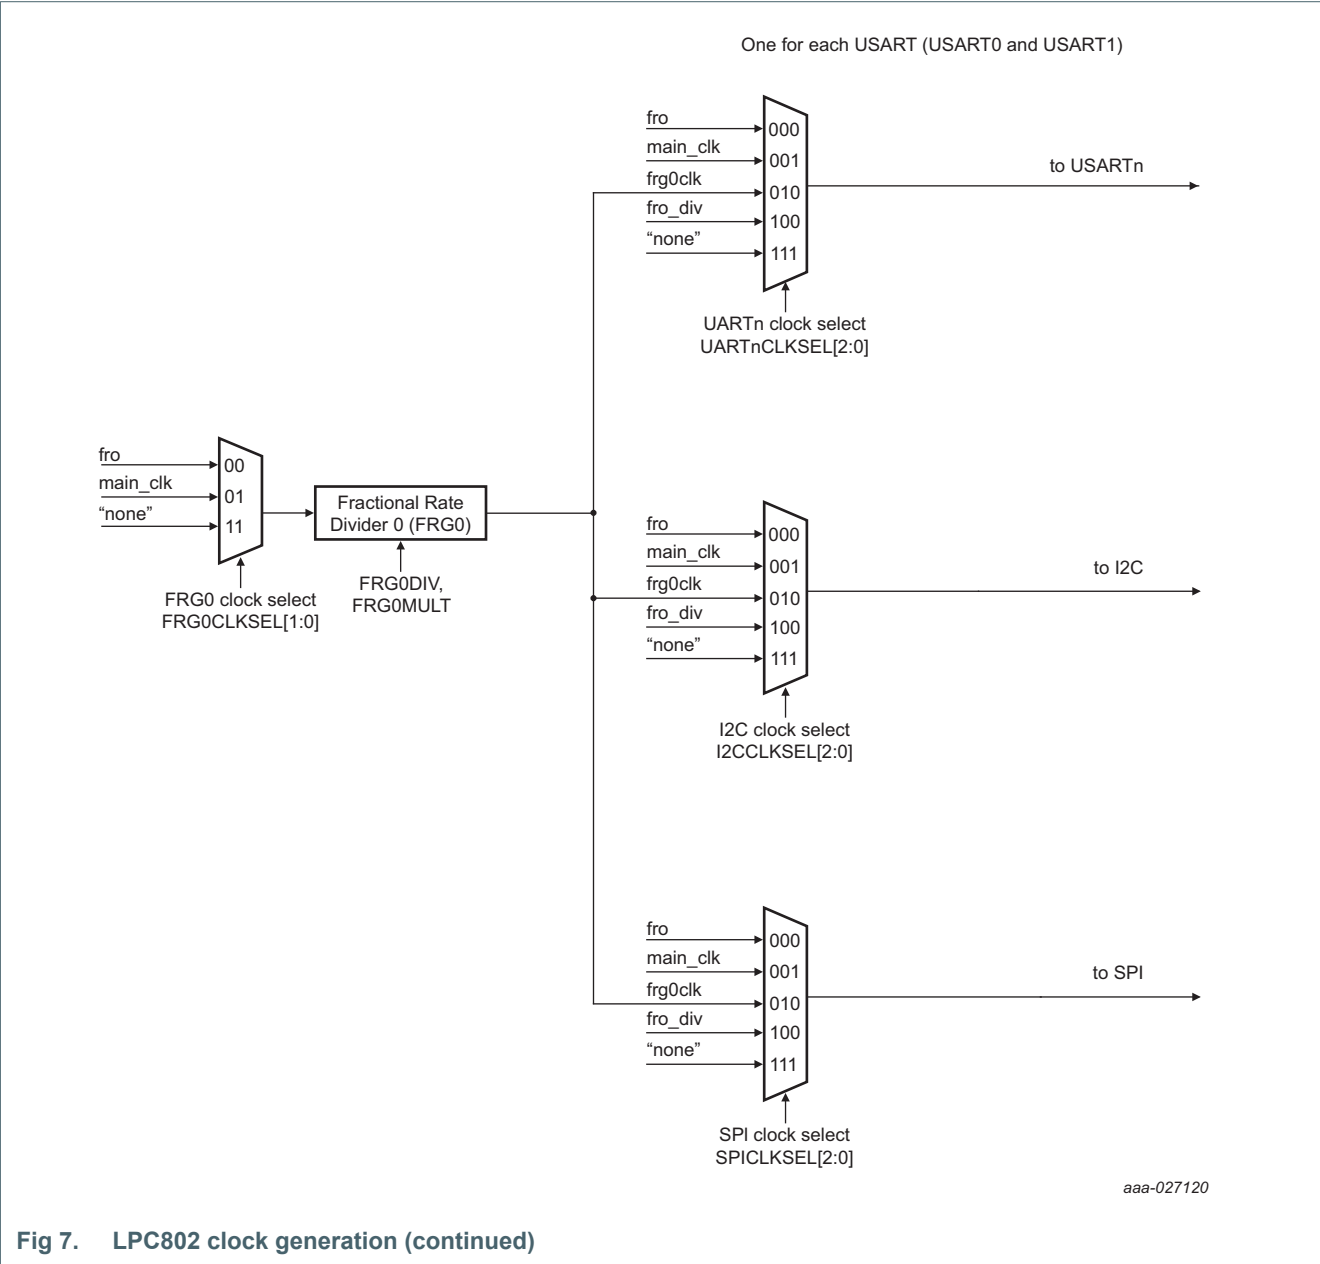 One for each USART (USART0 and USART1)
fro
000
main_clk
001
to USARTn
frg0clk
010
fro_div
100
“none”
111
UARTn clock select
UARTnCLKSEL[2:0]
fro
00
main_clk
01
“none”
11
Fractional Rate
Divider 0 (FRG0)
FRG0 clock select
FRG0CLKSEL[1:0]
FRG0DIV,
FRG0MULT
fro
000
main_clk
001
to I2C
frg0clk
010
fro_div
100
“none”
111
I2C clock select
I2CCLKSEL[2:0]
fro
000
main_clk
001
to SPI
frg0clk
010
fro_div
100
“none”
111
SPI clock select
SPICLKSEL[2:0]
aaa-027120
Fig 7. LPC802 clock generation (continued)